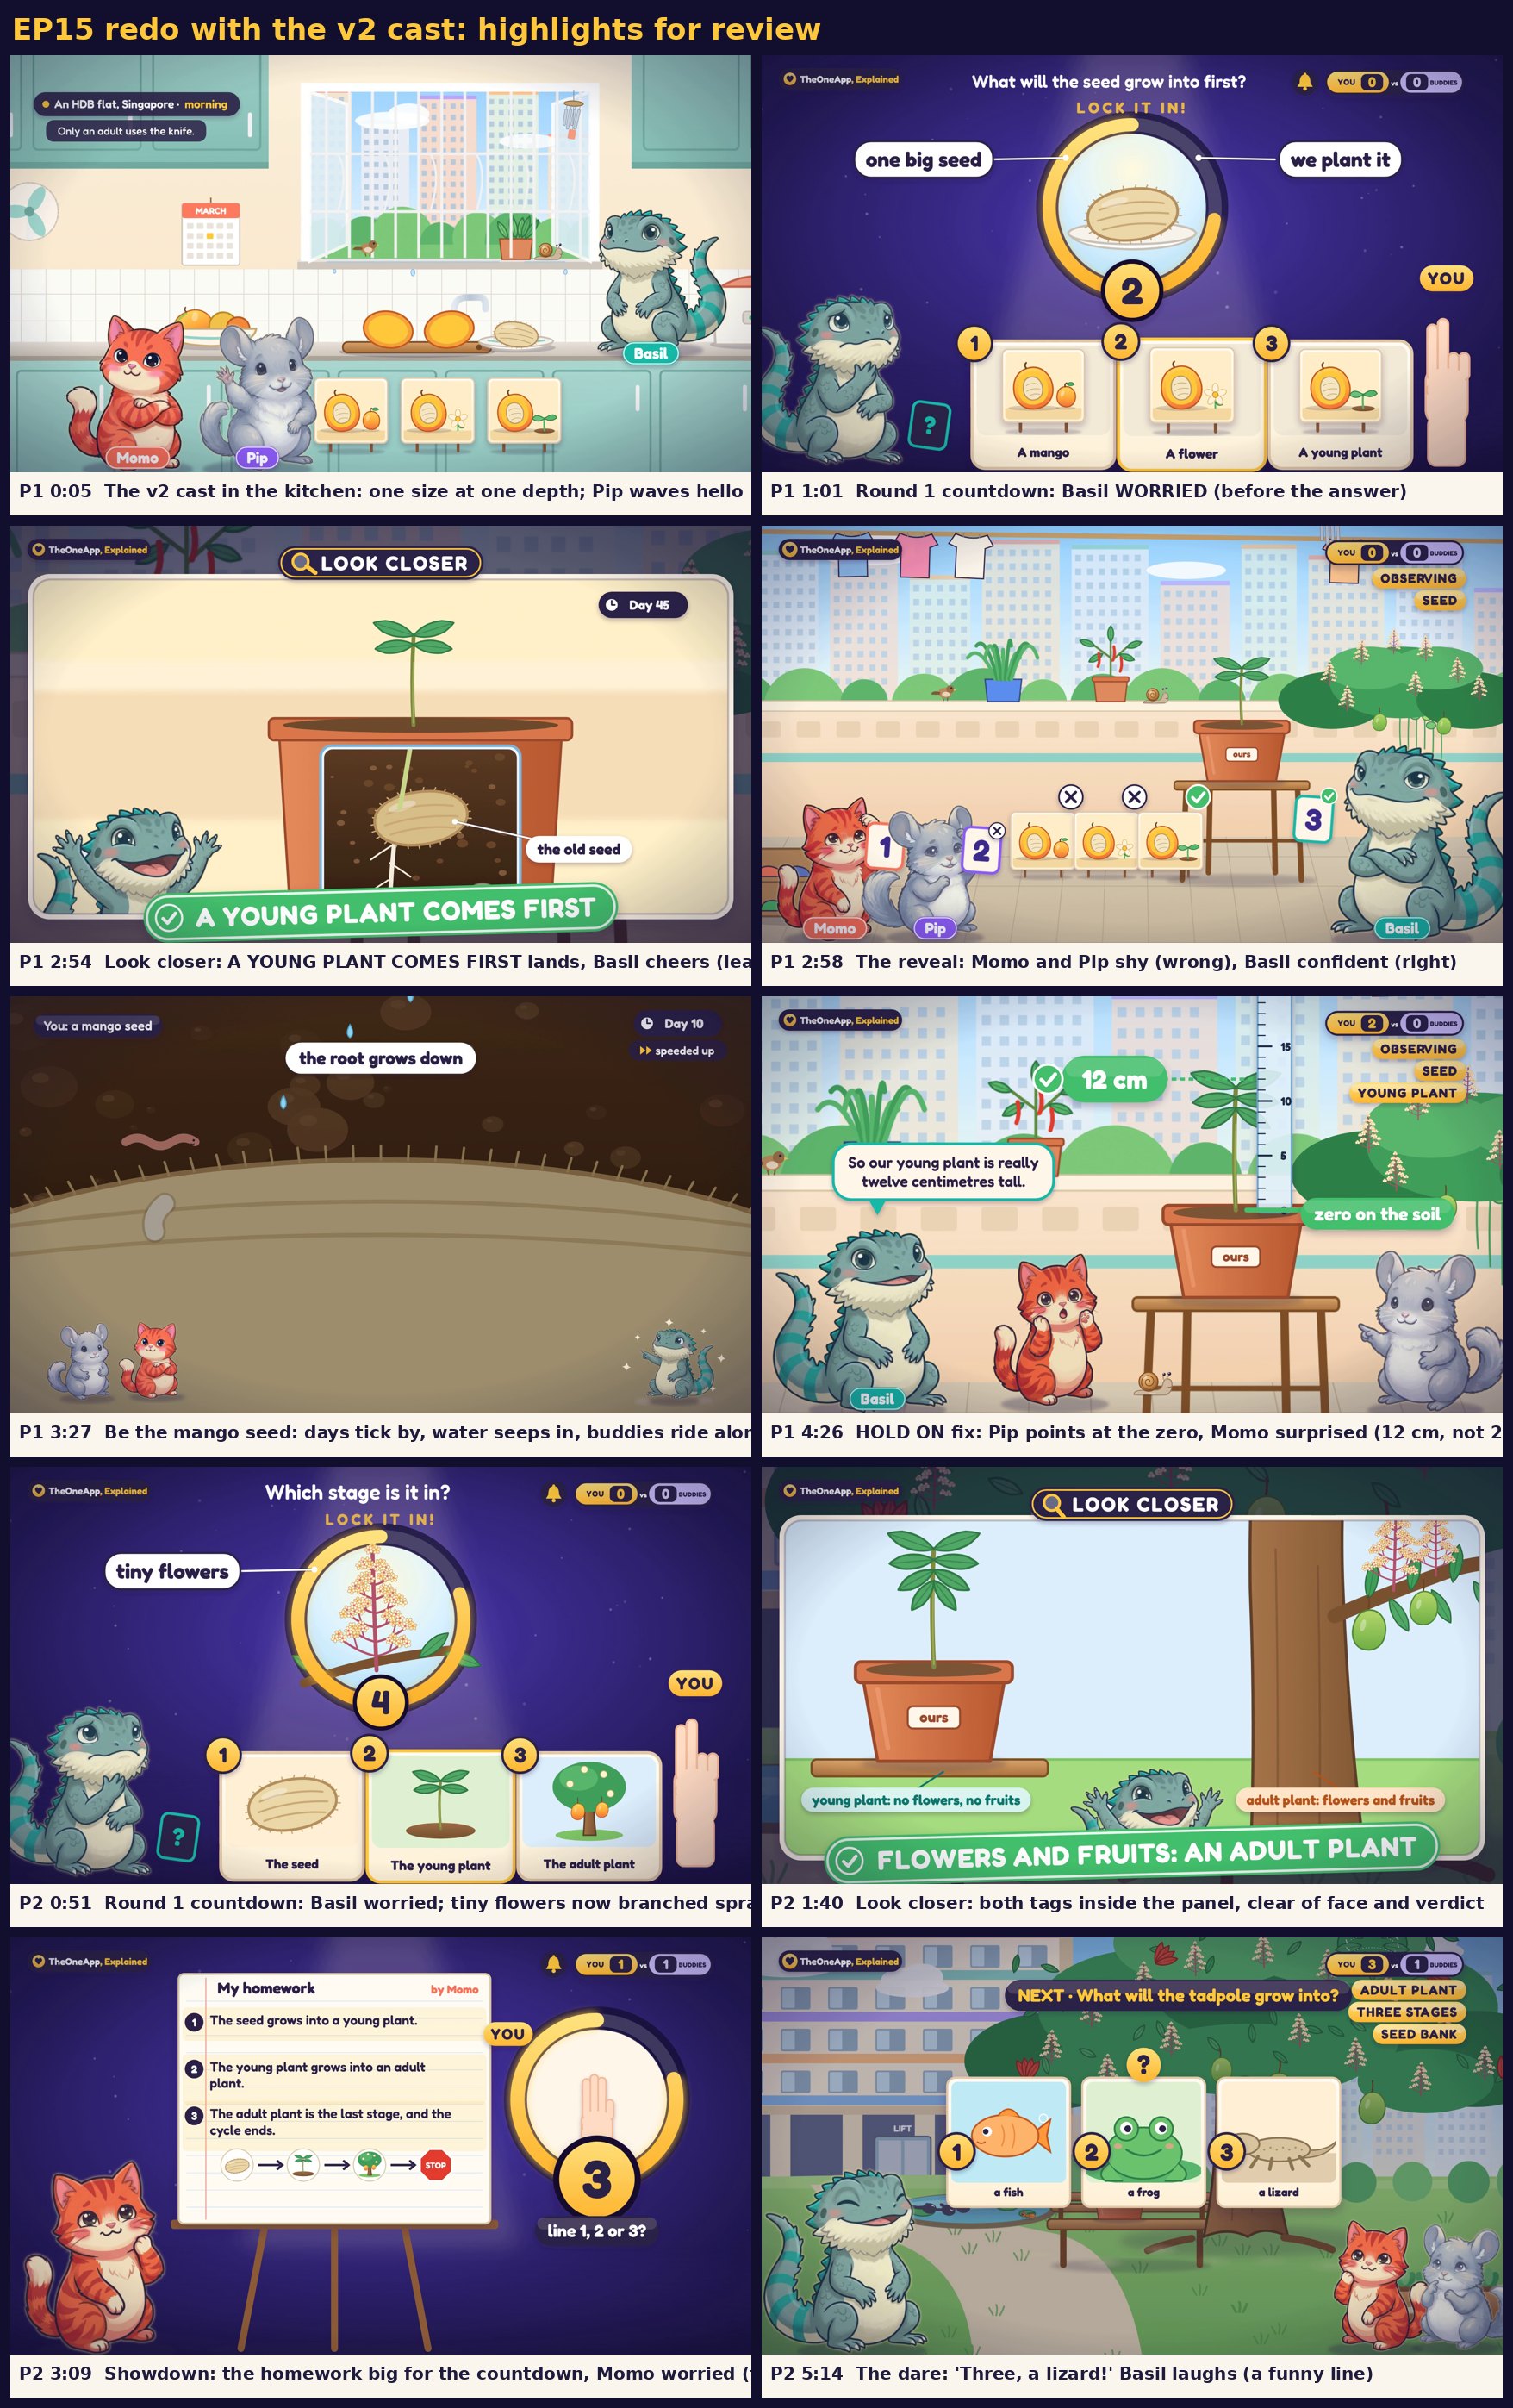 EP15 redo with the v2 cast: highlights for review
An HDB flat, Singapore · morning
Only an adult uses the knife.
MARCH
Basil
Momo
Pip
P1 0:05 The v2 cast in the kitchen: one size at one depth; Pip waves hello
TheOneApp, Explained
What will the seed grow into first?
YOU 0 vs 0 BUDDIES
LOCK IT IN!
one big seed
we plant it
2
YOU
1
2
3
?
A mango
A flower
A young plant
P1 1:01 Round 1 countdown: Basil WORRIED (before the answer)
TheOneApp, Explained
LOOK CLOSER
Day 45
the old seed
A YOUNG PLANT COMES FIRST
P1 2:54 Look closer: A YOUNG PLANT COMES FIRST lands, Basil cheers (lea
TheOneApp, Explained
YOU 0 vs 0 BUDDIES
OBSERVING
SEED
ours
1
2
3
Momo
Pip
Basil
P1 2:58 The reveal: Momo and Pip shy (wrong), Basil confident (right)
You: a mango seed
Day 10
speeded up
the root grows down
P1 3:27 Be the mango seed: days tick by, water seeps in, buddies ride alon
TheOneApp, Explained
YOU 2 vs 0 BUDDIES
OBSERVING
SEED
YOUNG PLANT
15
12 cm
10
5
So our young plant is really
twelve centimetres tall.
zero on the soil
ours
Basil
P1 4:26 HOLD ON fix: Pip points at the zero, Momo surprised (12 cm, not 2
TheOneApp, Explained
Which stage is it in?
YOU 0 vs 0 BUDDIES
LOCK IT IN!
tiny flowers
4
YOU
1
2
3
?
The seed
The young plant
The adult plant
P2 0:51 Round 1 countdown: Basil worried; tiny flowers now branched spra
TheOneApp, Explained
LOOK CLOSER
ours
young plant: no flowers, no fruits
adult plant: flowers and fruits
FLOWERS AND FRUITS: AN ADULT PLANT
P2 1:40 Look closer: both tags inside the panel, clear of face and verdict
TheOneApp, Explained
YOU 1 vs 1 BUDDIES
My homework
by Momo
1 The seed grows into a young plant.
YOU
2 The young plant grows into an adult
plant.
3 The adult plant is the last stage, and the
cycle ends.
STOP
3
line 1, 2 or 3?
P2 3:09 Showdown: the homework big for the countdown, Momo worried (
TheOneApp, Explained
YOU 3 vs 1 BUDDIES
NEXT · What will the tadpole grow into?
ADULT PLANT
THREE STAGES
SEED BANK
?
LIFT
1
2
3
a fish
a frog
a lizard
P2 5:14 The dare: 'Three, a lizard!' Basil laughs (a funny line)